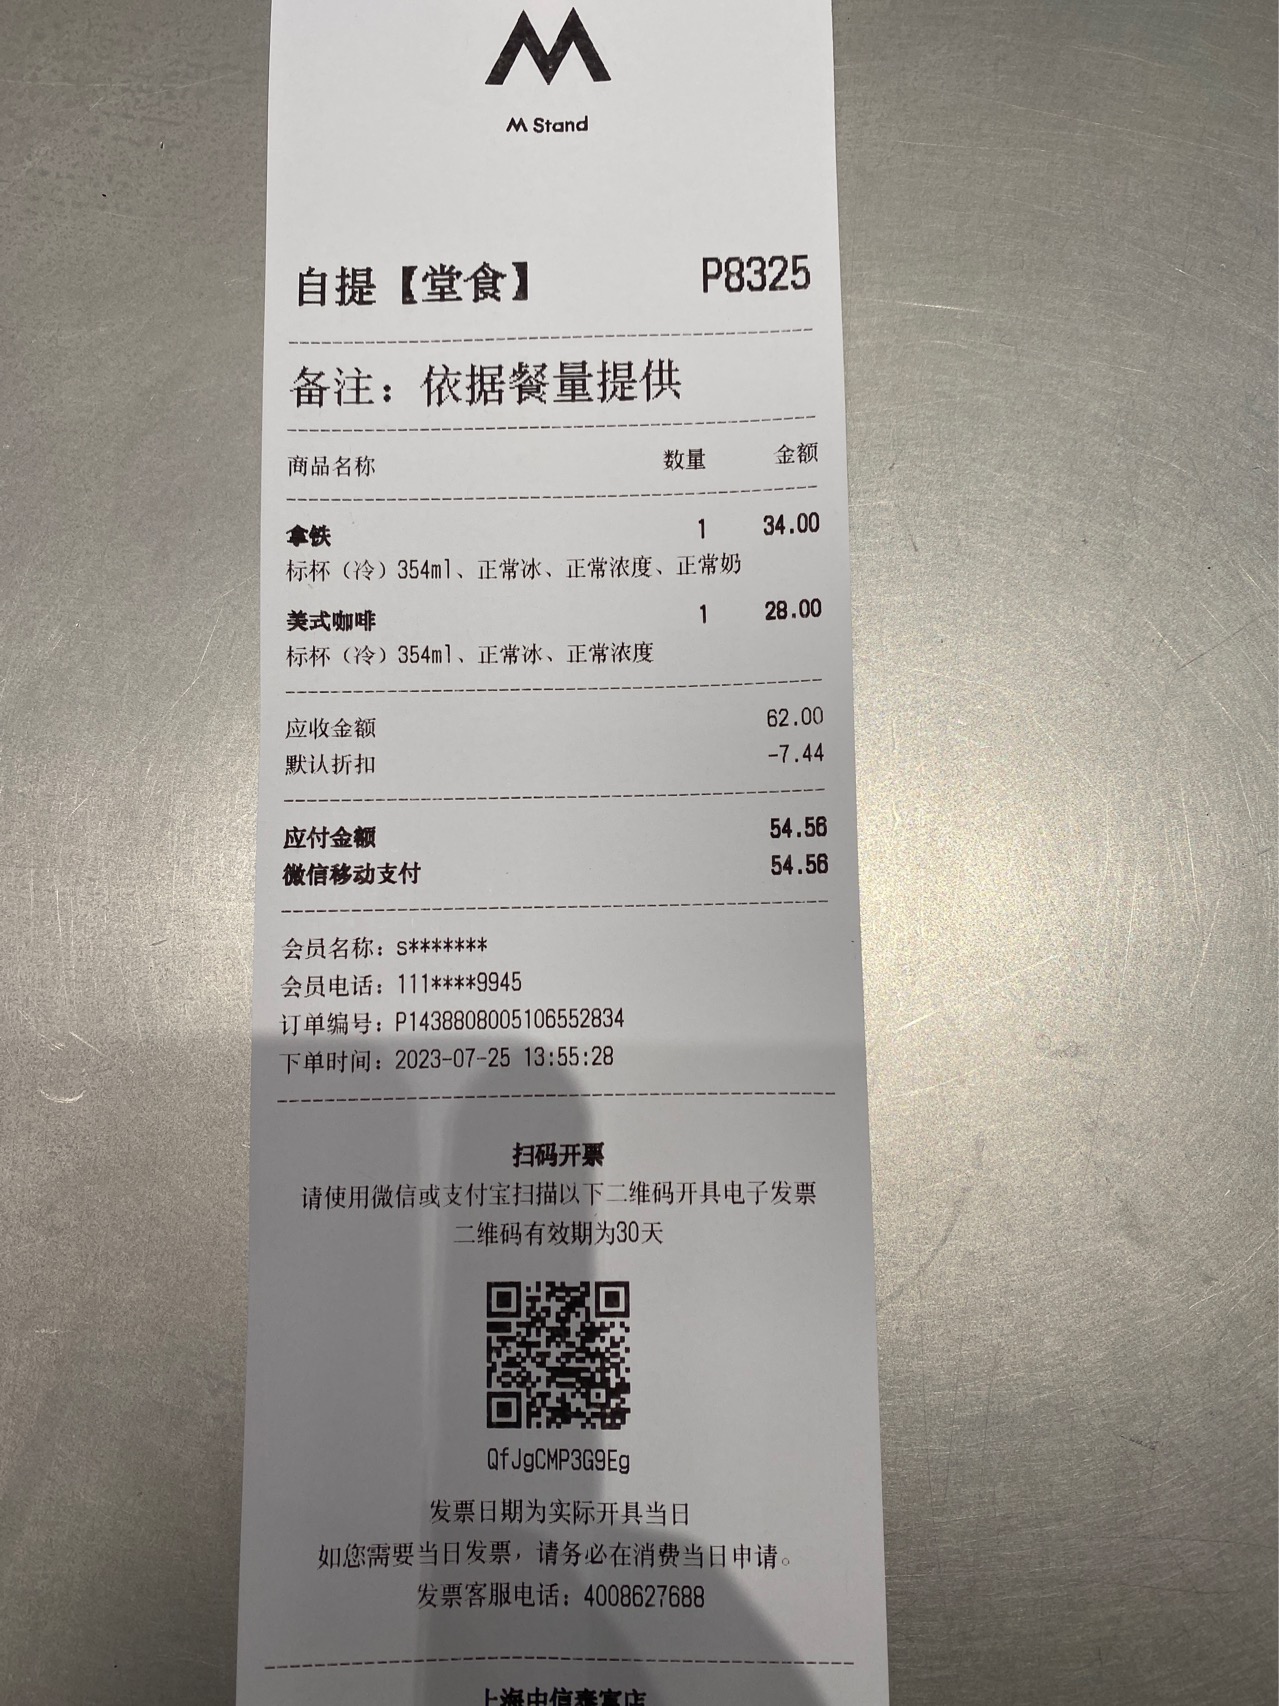 M Stand
自提【堂食】 P8325
备注：依据餐量提供
商品名称 数量 金额
拿铁 1 34.00
标杯（冷）354ml、正常冰、正常浓度、正常奶
美式咖啡 1 28.00
标杯（冷）354ml、正常冰、正常浓度
应收金额 62.00
默认折扣 -7.44
应付金额 54.56
微信移动支付 54.56
会员名称：s*******
会员电话：111****9945
订单编号：P1438808005106552834
下单时间：2023-07-25 13:55:28
扫码开票
请使用微信或支付宝扫描以下二维码开具电子发票
二维码有效期为30天
QfJgCMP3G9Eg
发票日期为实际开具当日
如您需要当日发票，请务必在消费当日申请。
发票客服电话：4008627688
上海中信泰富店